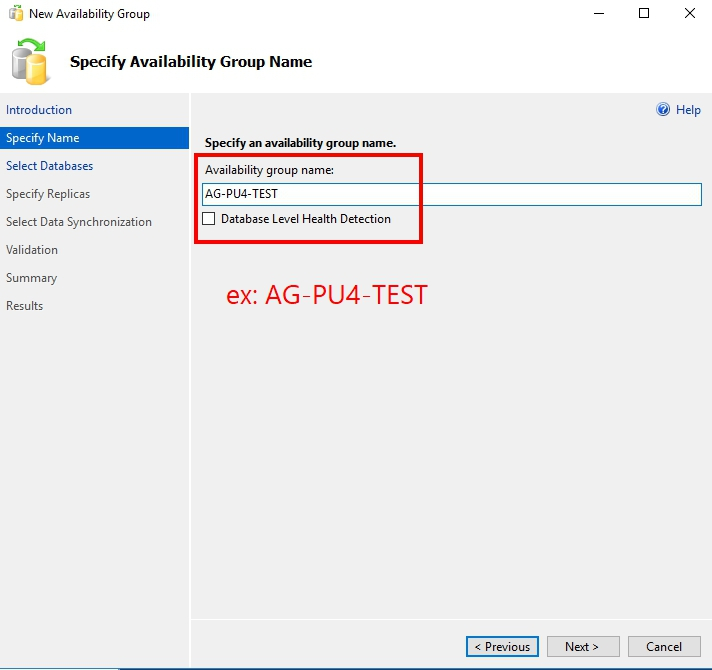 New Availability Group
Specify Availability Group Name
Introduction
Specify Name
Select Databases
Specify Replicas
Select Data Synchronization
Validation
Summary
Results
Help
Specify an availability group name.
Availability group name:
AG-PU4-TEST
Database Level Health Detection
ex: AG-PU4-TEST
< Previous
Next >
Cancel